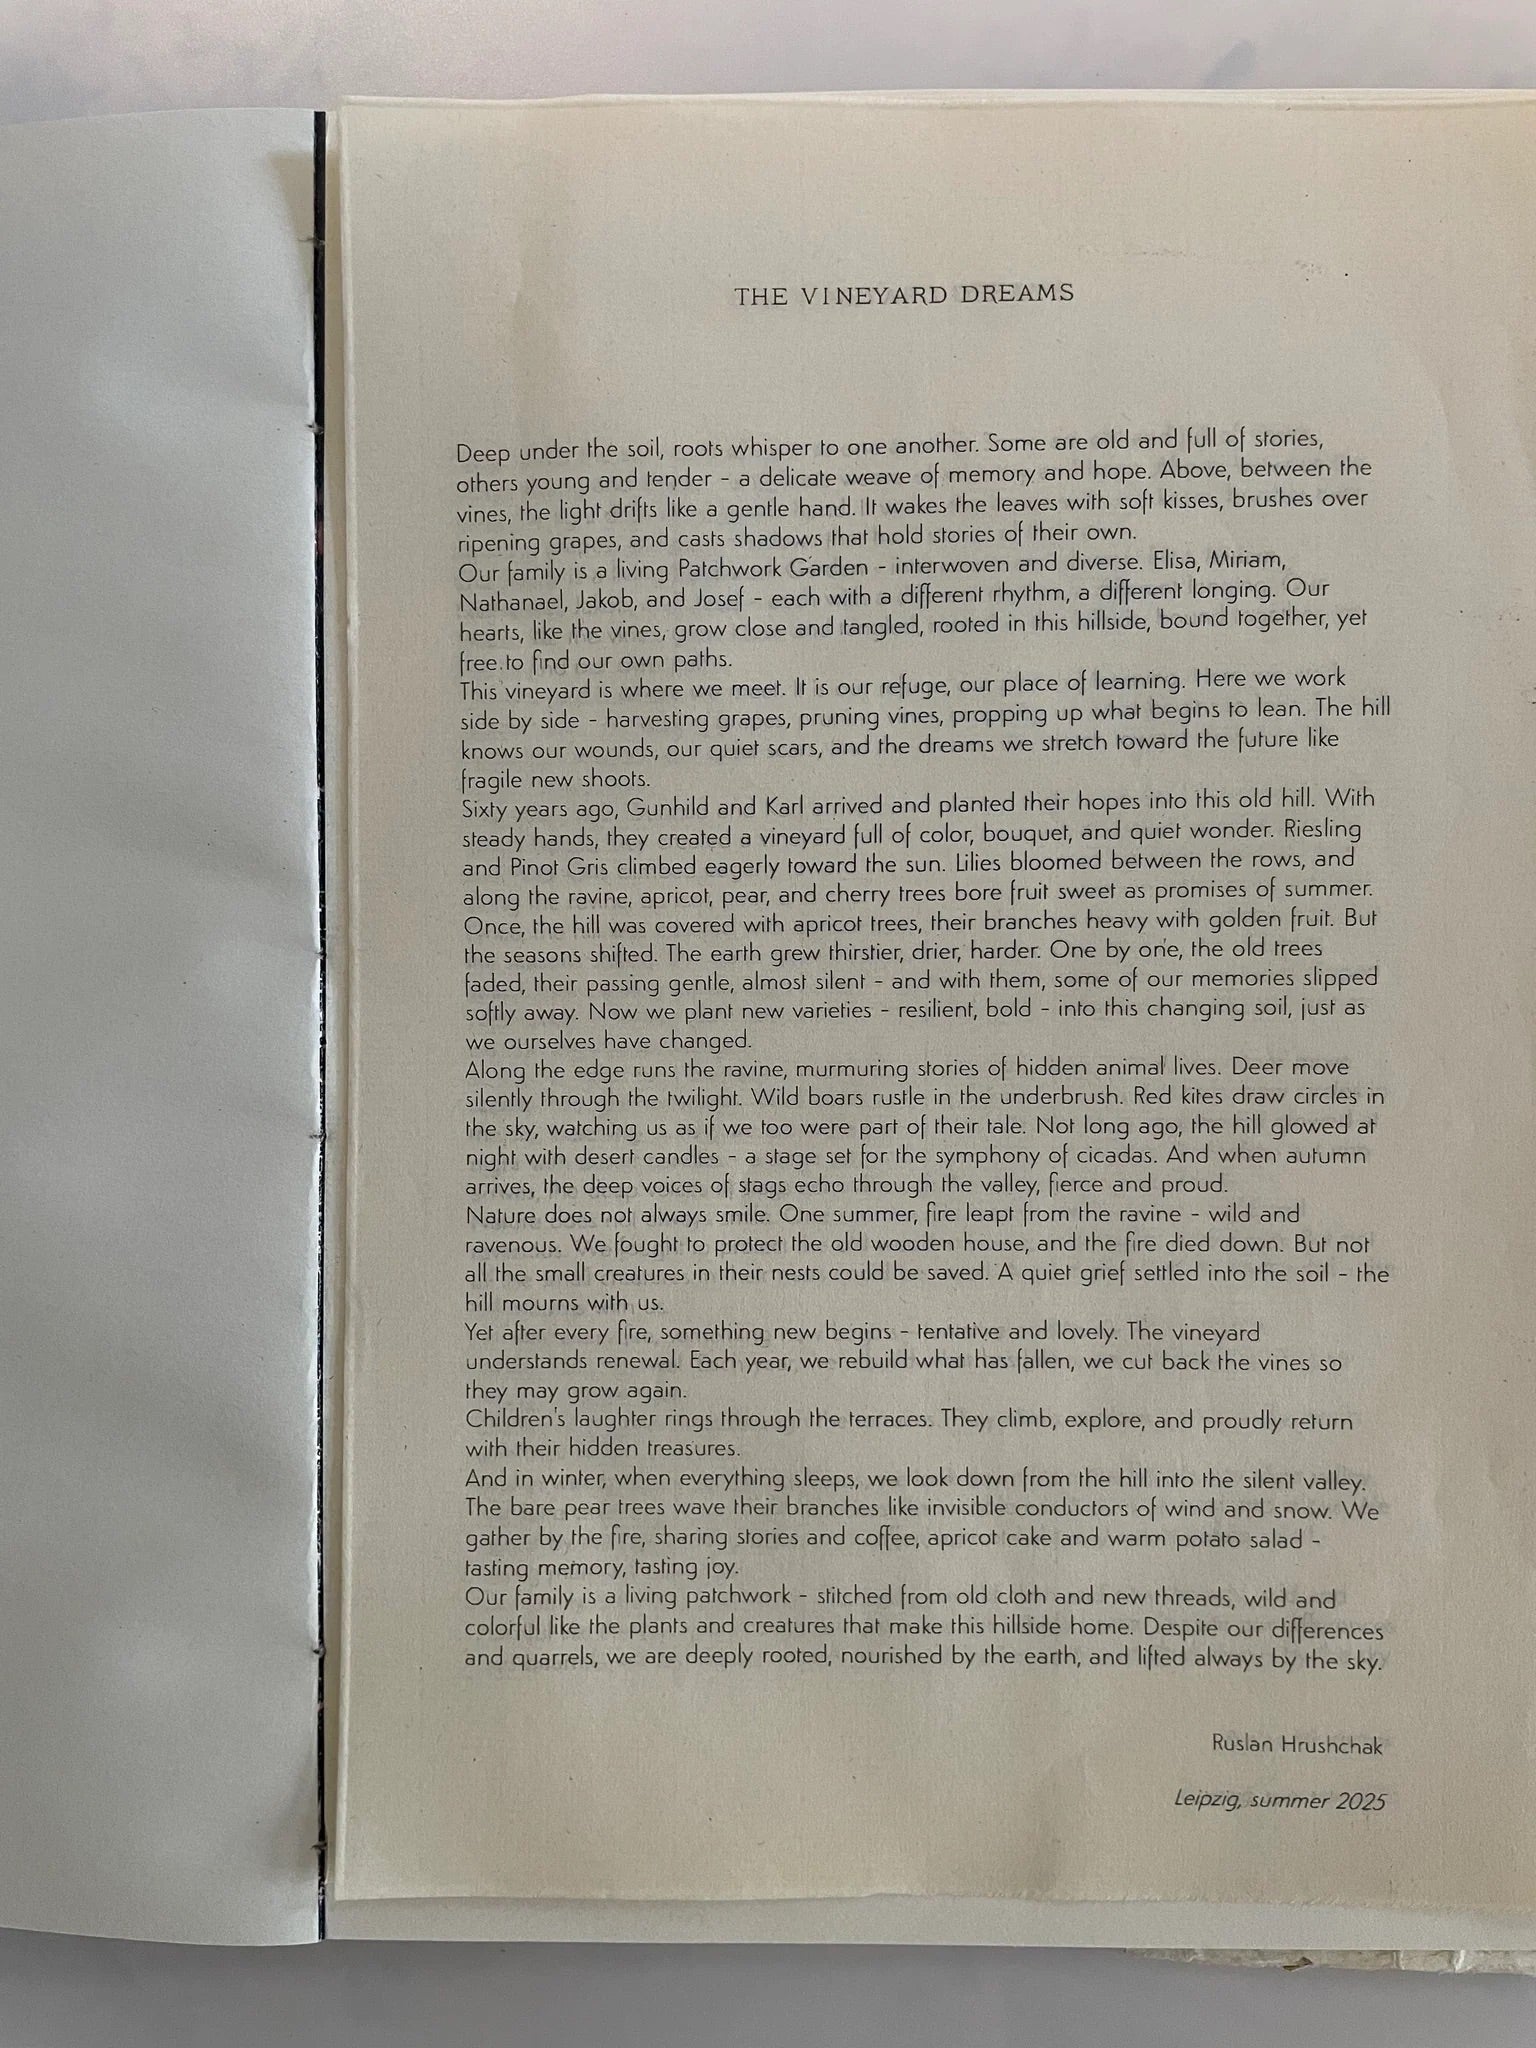 THE VINEYARD DREAMS
Deep under the soil, roots whisper to one another. Some are old and full of stories,
others young and tender - a delicate weave of memory and hope. Above, between the
vines, the light drifts like a gentle hand. It wakes the leaves with soft kisses, brushes over
ripening grapes, and casts shadows that hold stories of their own.
Our family is a living Patchwork Garden - interwoven and diverse. Elisa, Miriam,
Nathanael, Jakob, and Josef - each with a different rhythm, a different longing. Our
hearts, like the vines, grow close and tangled, rooted in this hillside, bound together, yet
free to find our own paths.
This vineyard is where we meet. It is our refuge, our place of learning. Here we work
side by side - harvesting grapes, pruning vines, propping up what begins to lean. The hill
knows our wounds, our quiet scars, and the dreams we stretch toward the future like
fragile new shoots.
Sixty years ago, Gunhild and Karl arrived and planted their hopes into this old hill. With
steady hands, they created a vineyard full of color, bouquet, and quiet wonder. Riesling
and Pinot Gris climbed eagerly toward the sun. Lilies bloomed between the rows, and
along the ravine, apricot, pear, and cherry trees bore fruit sweet as promises of summer.
Once, the hill was covered with apricot trees, their branches heavy with golden fruit. But
the seasons shifted. The earth grew thirstier, drier, harder. One by one, the old trees
faded, their passing gentle, almost silent - and with them, some of our memories slipped
softly away. Now we plant new varieties - resilient, bold - into this changing soil, just as
we ourselves have changed.
Along the edge runs the ravine, murmuring stories of hidden animal lives. Deer move
silently through the twilight. Wild boars rustle in the underbrush. Red kites draw circles in
the sky, watching us as if we too were part of their tale. Not long ago, the hill glowed at
night with desert candles - a stage set for the symphony of cicadas. And when autumn
arrives, the deep voices of stags echo through the valley, fierce and proud.
Nature does not always smile. One summer, fire leapt from the ravine - wild and
ravenous. We fought to protect the old wooden house, and the fire died down. But not
all the small creatures in their nests could be saved. A quiet grief settled into the soil - the
hill mourns with us.
Yet after every fire, something new begins - tentative and lovely. The vineyard
understands renewal. Each year, we rebuild what has fallen, we cut back the vines so
they may grow again.
Children's laughter rings through the terraces. They climb, explore, and proudly return
with their hidden treasures.
And in winter, when everything sleeps, we look down from the hill into the silent valley.
The bare pear trees wave their branches like invisible conductors of wind and snow. We
gather by the fire, sharing stories and coffee, apricot cake and warm potato salad -
tasting memory, tasting joy.
Our family is a living patchwork - stitched from old cloth and new threads, wild and
colorful like the plants and creatures that make this hillside home. Despite our differences
and quarrels, we are deeply rooted, nourished by the earth, and lifted always by the sky.
Ruslan Hrushchak
Leipzig, summer 2025